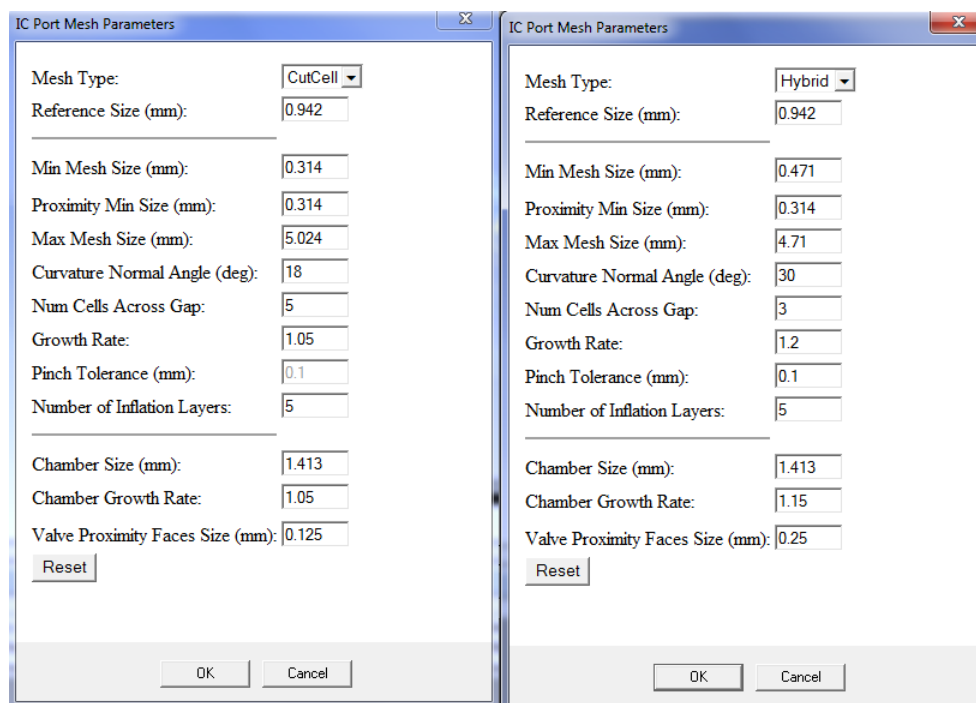 IC Port Mesh Parameters
Mesh Type: CutCell
Reference Size (mm): 0.942
Min Mesh Size (mm): 0.314
Proximity Min Size (mm): 0.314
Max Mesh Size (mm): 5.024
Curvature Normal Angle (deg): 18
Num Cells Across Gap: 5
Growth Rate: 1.05
Pinch Tolerance (mm): 0.1
Number of Inflation Layers: 5
Chamber Size (mm): 1.413
Chamber Growth Rate: 1.05
Valve Proximity Faces Size (mm): 0.125
Reset
OK Cancel
IC Port Mesh Parameters
Mesh Type: Hybrid
Reference Size (mm): 0.942
Min Mesh Size (mm): 0.471
Proximity Min Size (mm): 0.314
Max Mesh Size (mm): 4.71
Curvature Normal Angle (deg): 30
Num Cells Across Gap: 3
Growth Rate: 1.2
Pinch Tolerance (mm): 0.1
Number of Inflation Layers: 5
Chamber Size (mm): 1.413
Chamber Growth Rate: 1.15
Valve Proximity Faces Size (mm): 0.25
Reset
OK Cancel